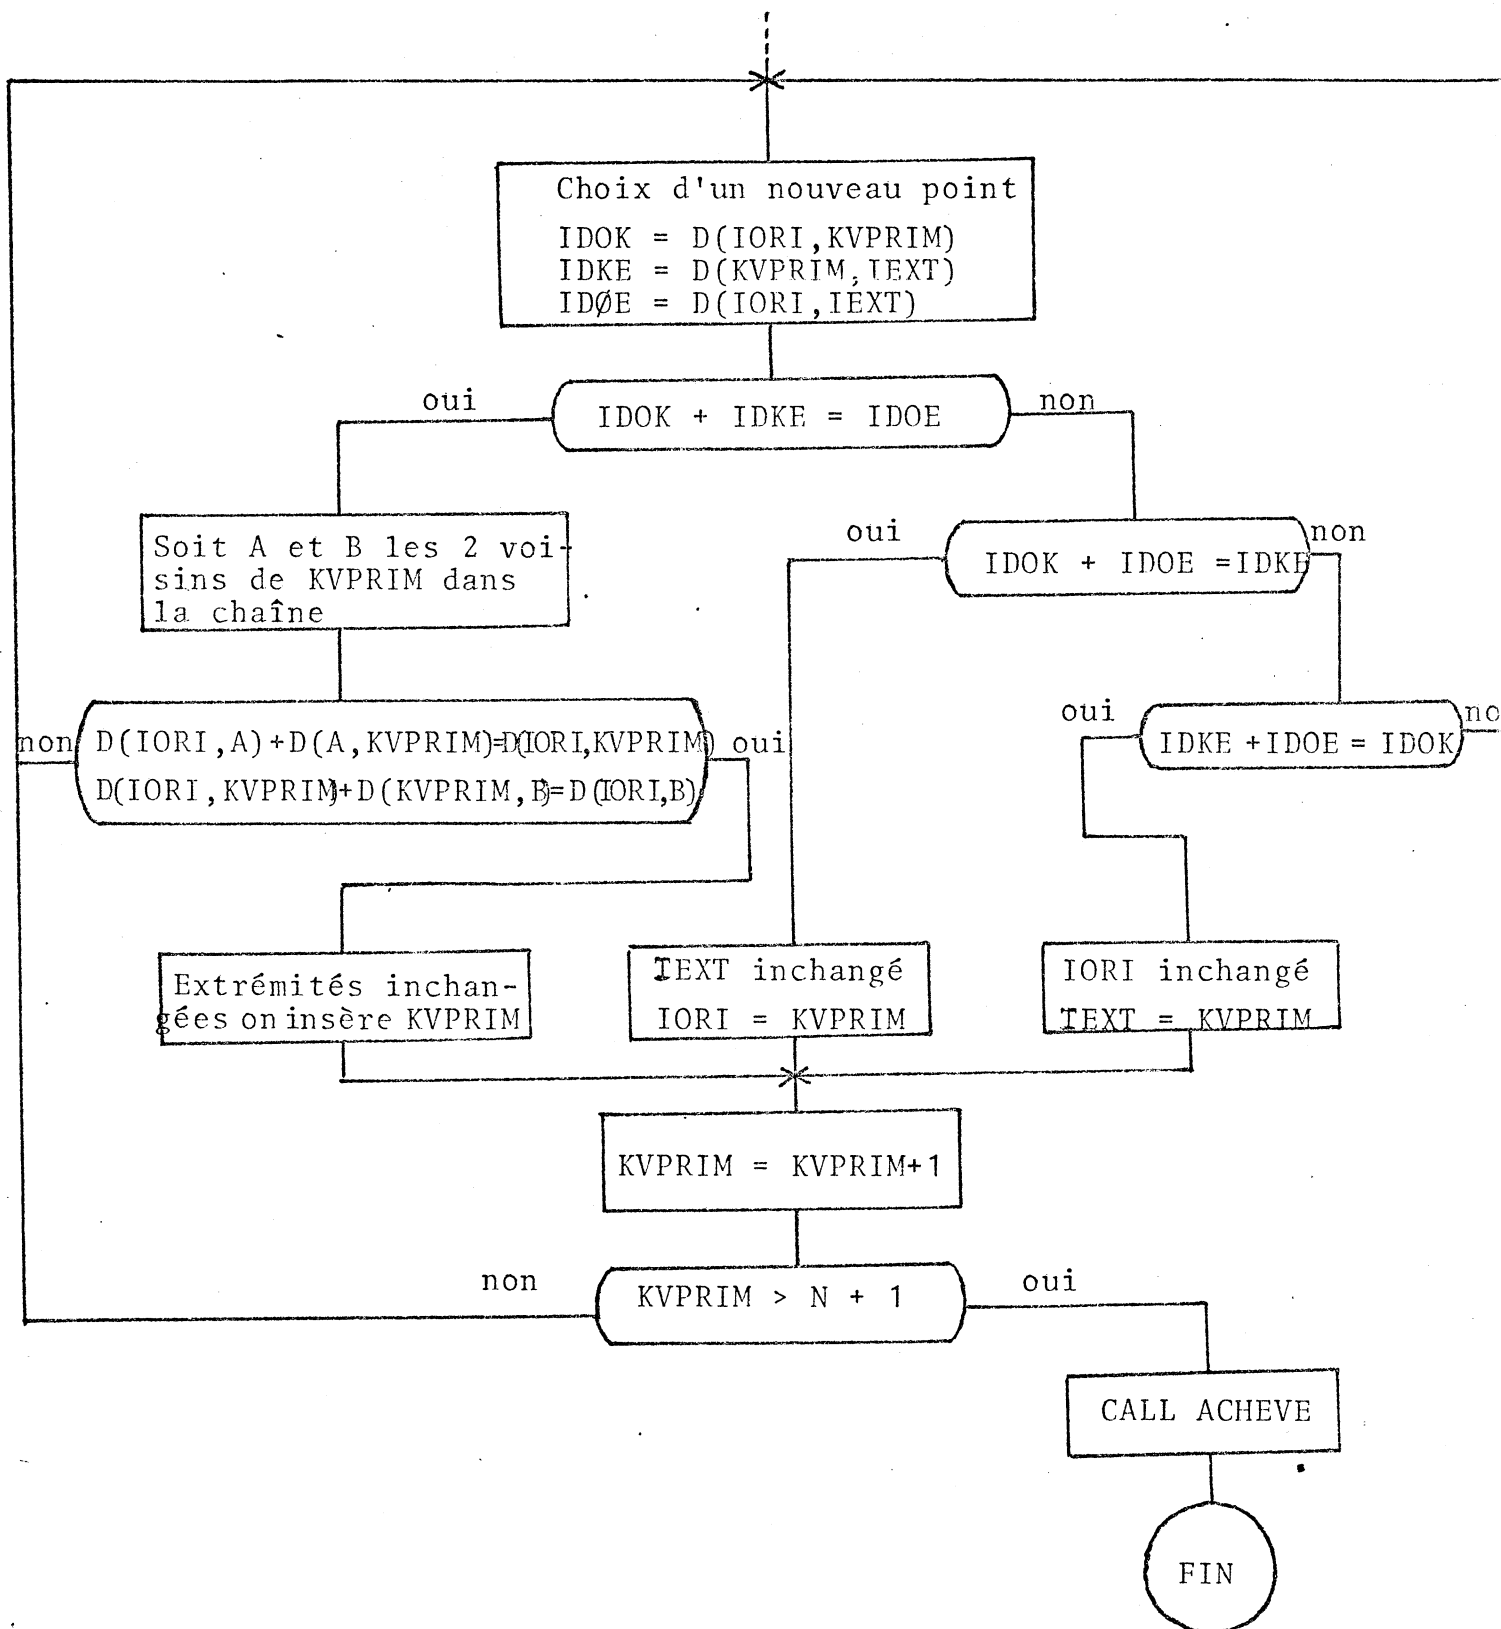 Choix d'un nouveau point
IDOK = D(IORI,KVPRIM)
IDKE = D(KVPRIM,IEXT)
IDØE = D(IORI,IEXT)
oui
IDOK + IDKE = IDOE
non
Soit A et B les 2 voi-
sins de KVPRIM dans
la chaîne
oui
IDOK + IDOE =IDKE
non
non
D(IORI,A)+D(A,KVPRIM)=D(IORI,KVPRIM)
D(IORI,KVPRIM)+D(KVPRIM,B)=D(IORI,B)
oui
oui
IDKE +IDOE = IDOK
no
Extrémités inchan-
gées on insère KVPRIM
IEXT inchangé
IORI = KVPRIM
IORI inchangé
IEXT = KVPRIM
KVPRIM = KVPRIM+1
non
KVPRIM > N + 1
oui
CALL ACHEVE
FIN